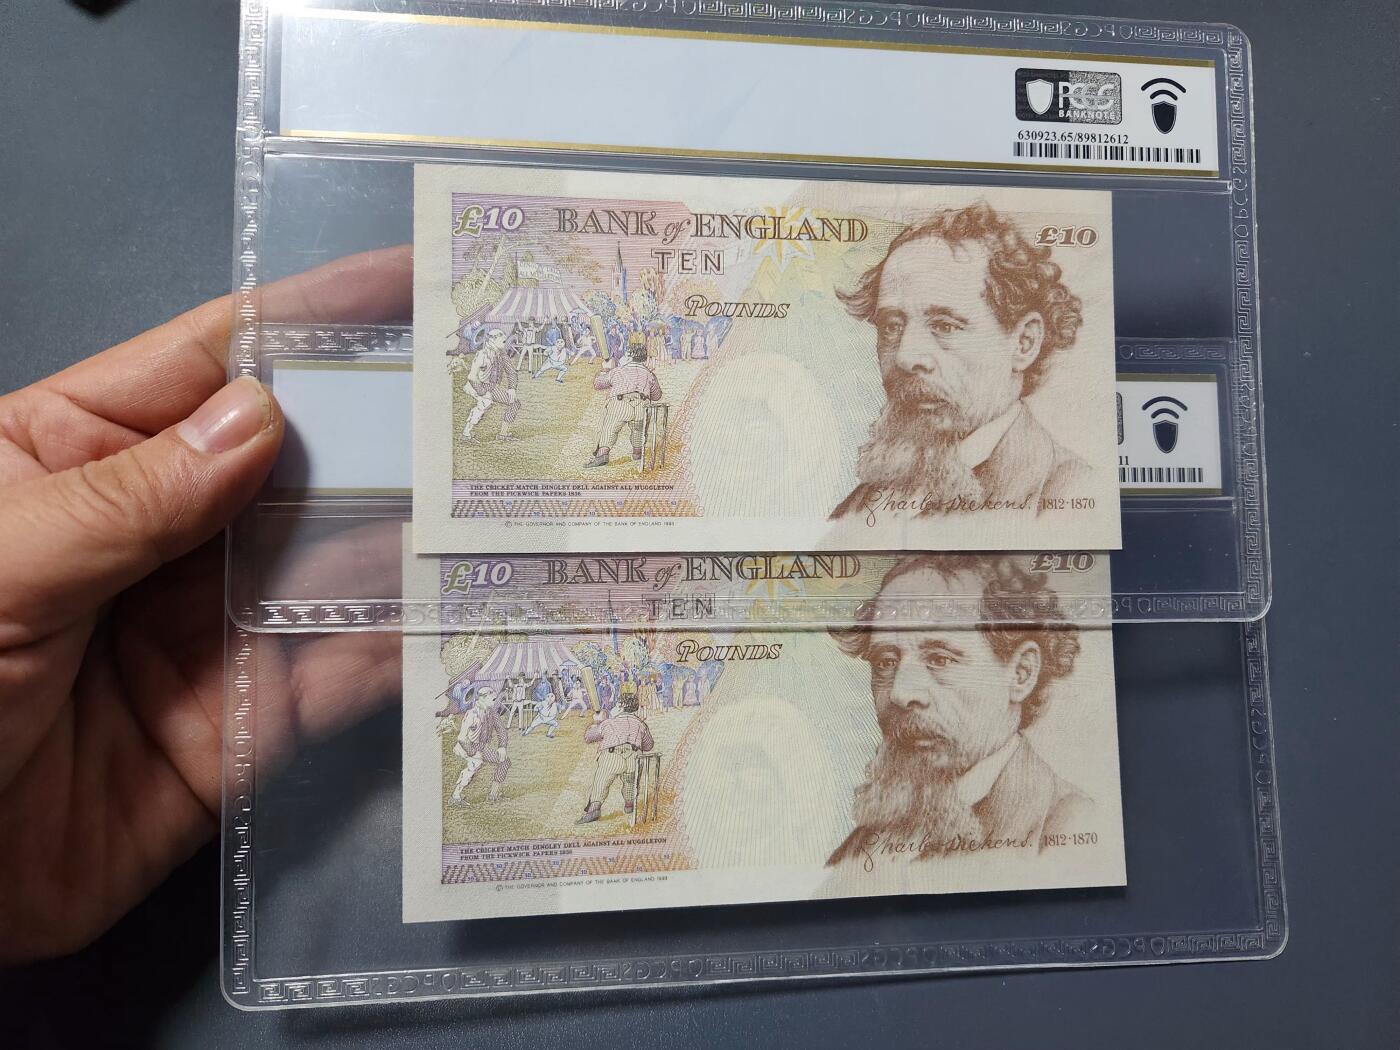 PCGS
BANKNOTE
630923.65/89812612
£10 BANK of ENGLAND £10
TEN
POUNDS
THE CRICKET MATCH DINGLEY DELL AGAINST ALL MUGGLETON
FROM THE PICKWICK PAPERS 1836
Charles Dickens. 1812-1870
© THE GOVERNOR AND COMPANY OF THE BANK OF ENGLAND 1993
11
£10 BANK of ENGLAND £10
TEN
POUNDS
THE CRICKET MATCH DINGLEY DELL AGAINST ALL MUGGLETON
FROM THE PICKWICK PAPERS 1836
Charles Dickens. 1812-1870
© THE GOVERNOR AND COMPANY OF THE BANK OF ENGLAND 1993